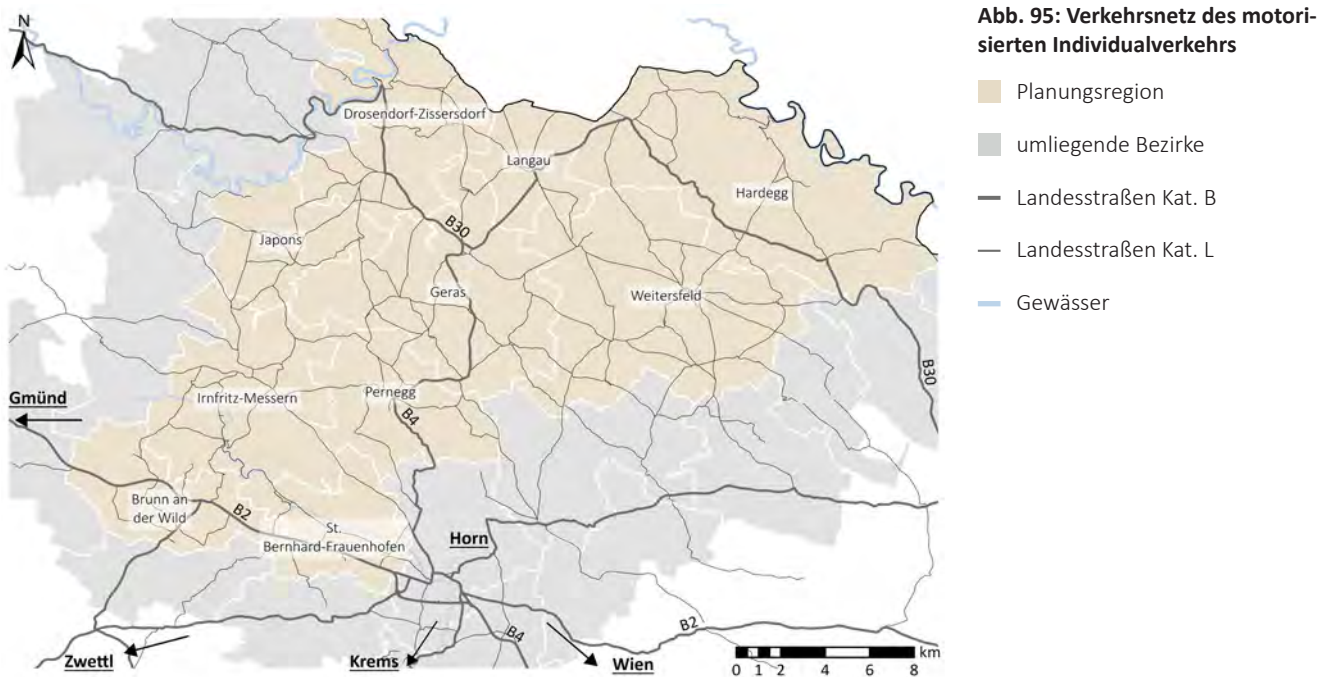 N
Drosendorf-Zissersdorf
Langau
Hardegg
B30
Japons
Geras
Weitersfeld
B30
Gmünd
Irnfritz-Messern
Pernegg
B4
Brunn an
der Wild
B2
St.
Bernhard-Frauenhofen
Horn
B4
B2
Zwettl
Krems
Wien
km
0 1 2 4 6 8
Abb. 95: Verkehrsnetz des motori-
sierten Individualverkehrs
Planungsregion
umliegende Bezirke
Landesstraßen Kat. B
Landesstraßen Kat. L
Gewässer